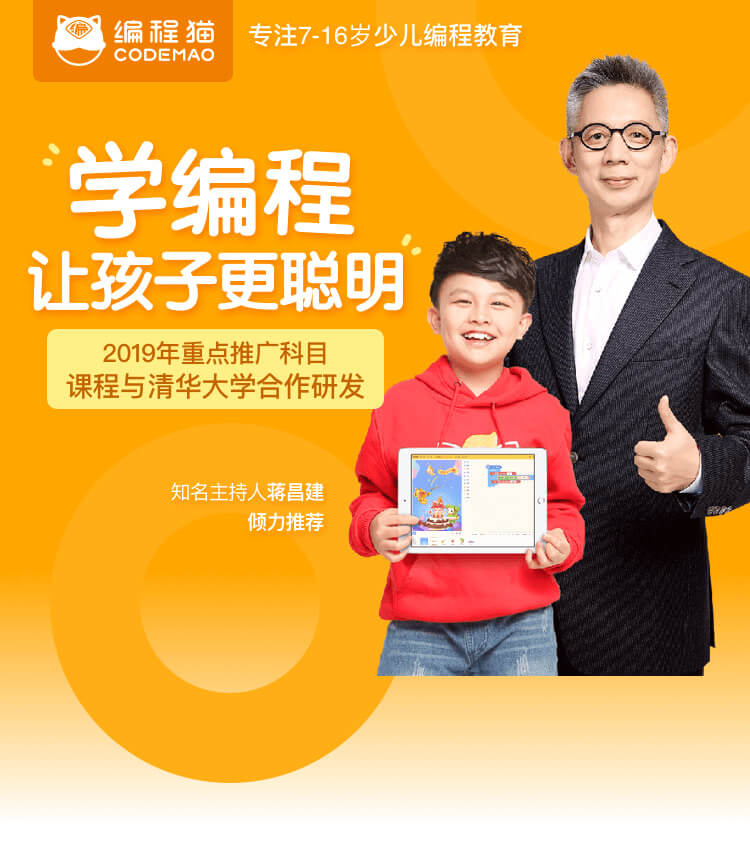 编程猫
CODEMAO
专注7-16岁少儿编程教育
学编程
让孩子更聪明
2019年重点推广科目
课程与清华大学合作研发
知名主持人蒋昌建
倾力推荐